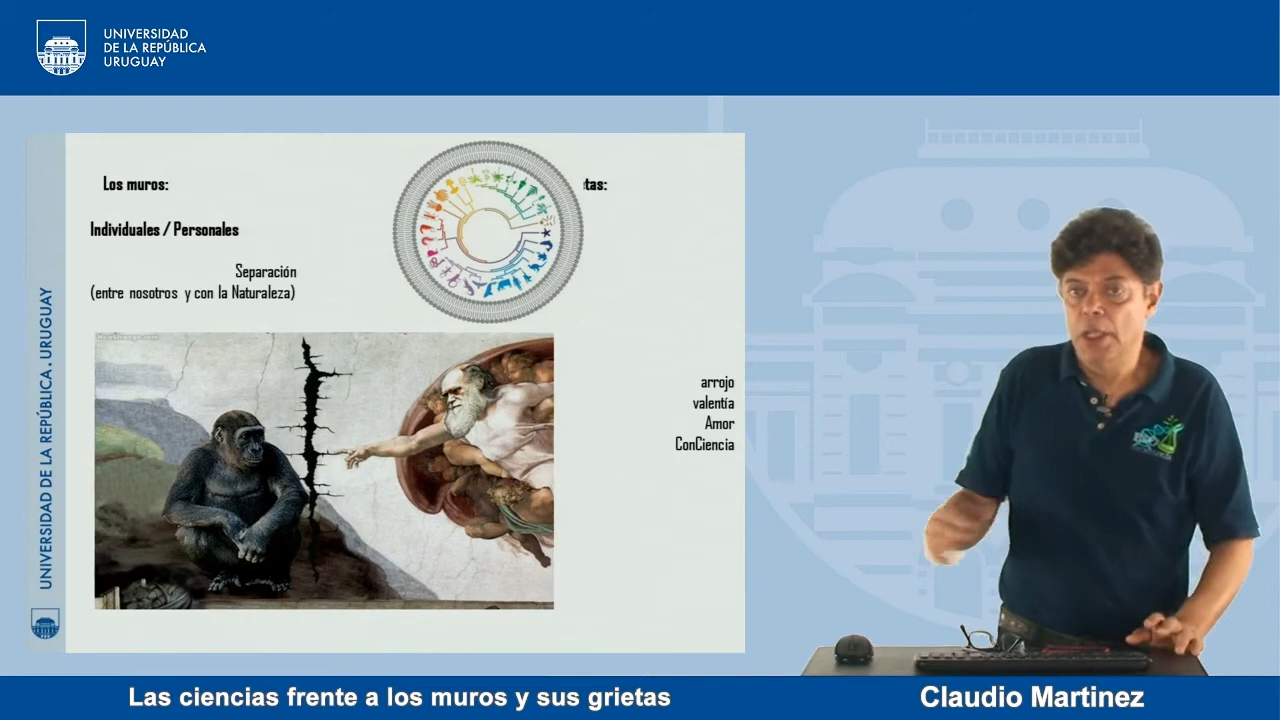 UNIVERSIDAD
DE LA REPÚBLICA
URUGUAY
Los muros:
tas:
Individuales / Personales
Separación
(entre nosotros y con la Naturaleza)
arrojo
valentía
Amor
ConCiencia
UNIVERSIDAD DE LA REPÚBLICA . URUGUAY
Las ciencias frente a los muros y sus grietas
Claudio Martinez